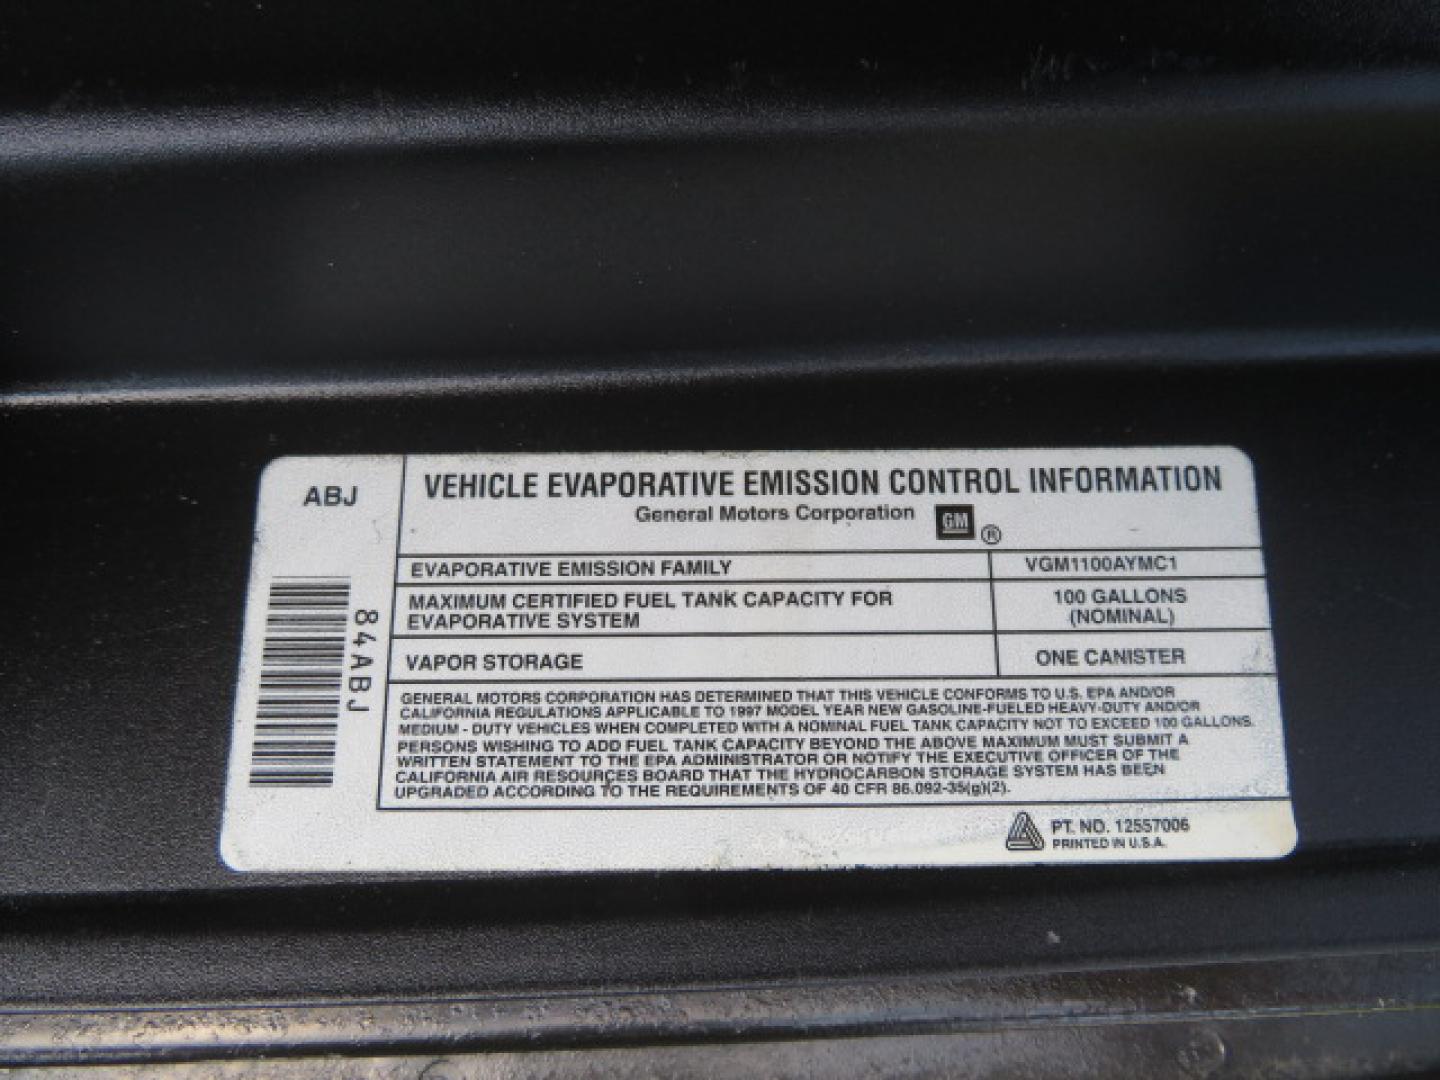 ABJ
84ABJ
VEHICLE EVAPORATIVE EMISSION CONTROL INFORMATION
General Motors Corporation GM ®
EVAPORATIVE EMISSION FAMILY VGM1100AYMC1
MAXIMUM CERTIFIED FUEL TANK CAPACITY FOR 100 GALLONS
EVAPORATIVE SYSTEM (NOMINAL)
VAPOR STORAGE ONE CANISTER
GENERAL MOTORS CORPORATION HAS DETERMINED THAT THIS VEHICLE CONFORMS TO U.S. EPA AND/OR
CALIFORNIA REGULATIONS APPLICABLE TO 1997 MODEL YEAR NEW GASOLINE-FUELED HEAVY-DUTY AND/OR
MEDIUM - DUTY VEHICLES WHEN COMPLETED WITH A NOMINAL FUEL TANK CAPACITY NOT TO EXCEED 100 GALLONS.
PERSONS WISHING TO ADD FUEL TANK CAPACITY BEYOND THE ABOVE MAXIMUM MUST SUBMIT A
WRITTEN STATEMENT TO THE EPA ADMINISTRATOR OR NOTIFY THE EXECUTIVE OFFICER OF THE
CALIFORNIA AIR RESOURCES BOARD THAT THE HYDROCARBON STORAGE SYSTEM HAS BEEN
UPGRADED ACCORDING TO THE REQUIREMENTS OF 40 CFR 86.092-35(g)(2).
PT. NO. 12557006
PRINTED IN U.S.A.